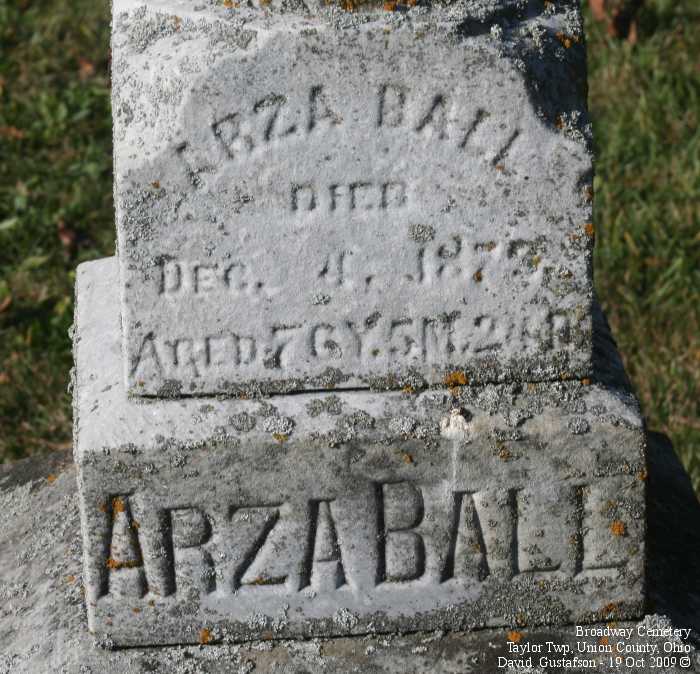 ARZA BALL
DIED
DEC. 4, 187
AGED 76Y. 5M.
ARZA BALL
Broadway Cemetery
Taylor Twp, Union County, Ohio
David Gustafson - 19 Oct 2009 ©